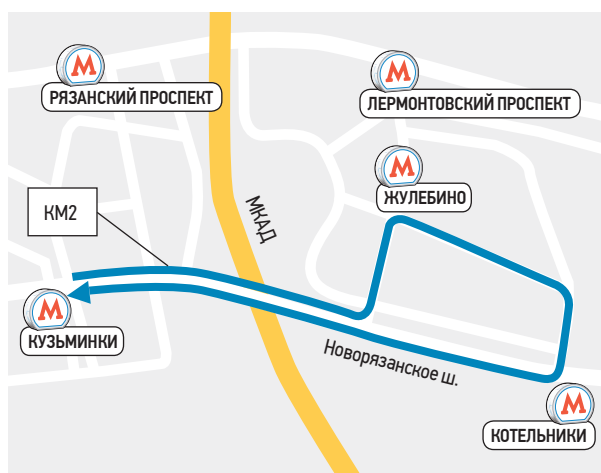 М
РЯЗАНСКИЙ ПРОСПЕКТ
М
ЛЕРМОНТОВСКИЙ ПРОСПЕКТ
М
ЖУЛЕБИНО
КМ2
МКАД
М
КУЗЬМИНКИ
Новорязанское ш.
М
КОТЕЛЬНИКИ